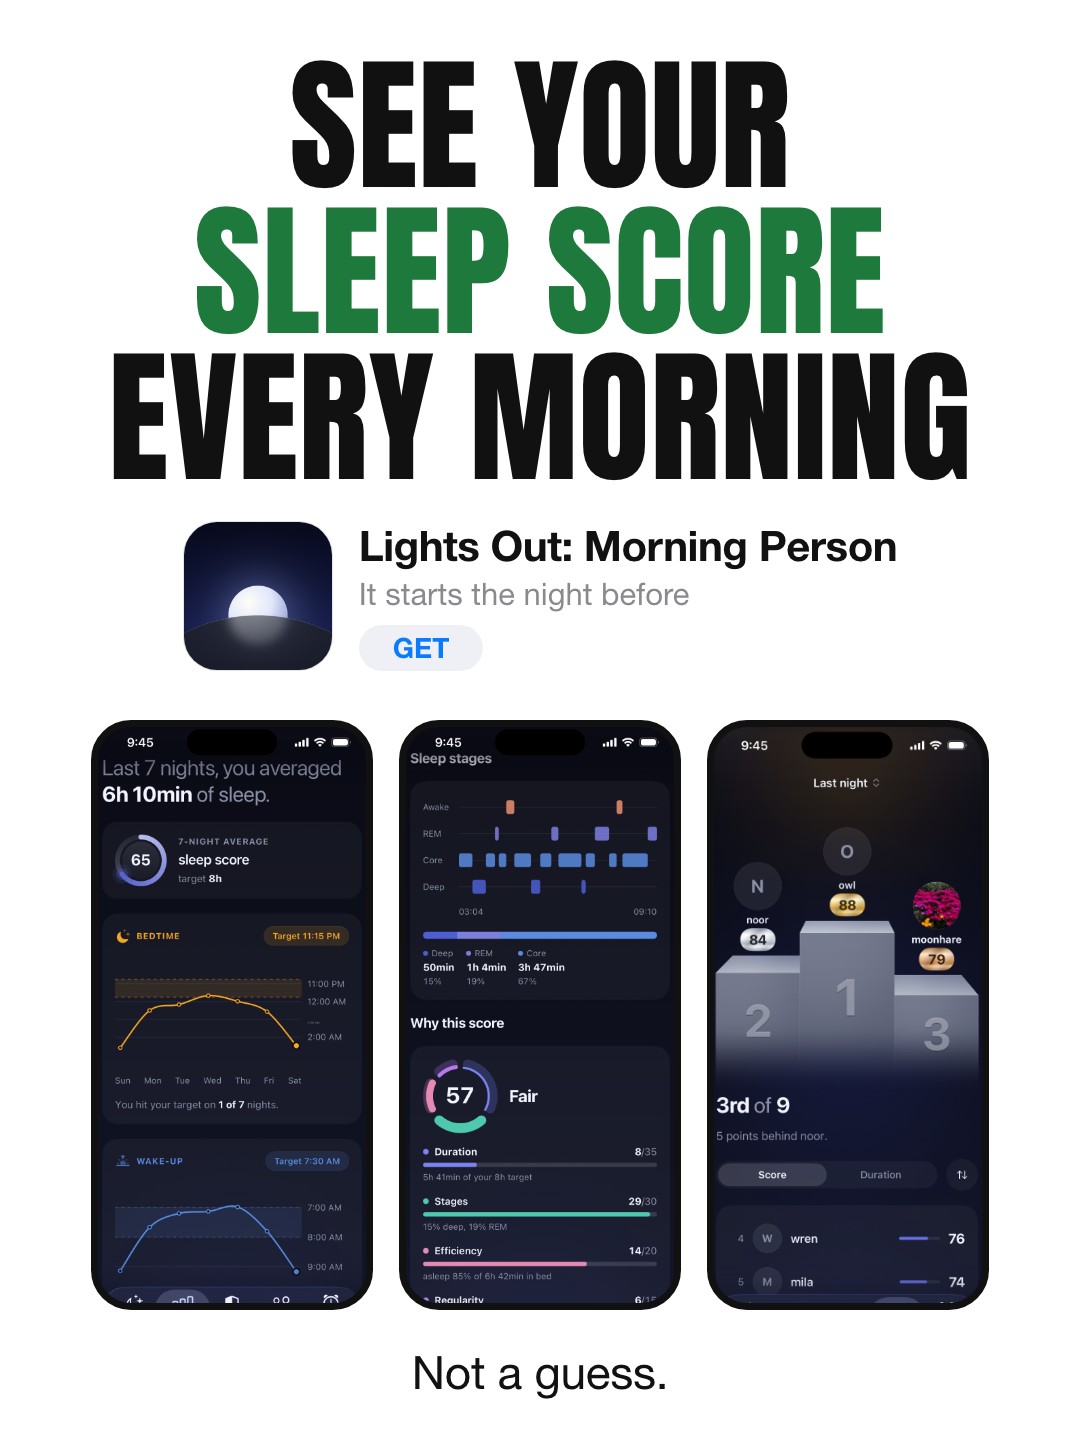 SEE YOUR
SLEEP SCORE
EVERY MORNING
Lights Out: Morning Person
It starts the night before
GET
9:45
Last 7 nights, you averaged
6h 10min of sleep.
65
7-NIGHT AVERAGE
sleep score
target 8h
BEDTIME
Target 11:15 PM
11:00 PM
12:00 AM
2:00 AM
Sun Mon Tue Wed Thu Fri Sat
You hit your target on 1 of 7 nights.
WAKE-UP
Target 7:30 AM
7:00 AM
8:00 AM
9:00 AM
9:45
Sleep stages
Awake
REM
Core
Deep
03:04 09:10
Deep REM Core
50min 1h 4min 3h 47min
15% 19% 67%
Why this score
57 Fair
Duration 8/35
5h 41min of your 8h target
Stages 29/30
15% deep, 19% REM
Efficiency 14/20
asleep 85% of 6h 42min in bed
Regularity 6/15
9:45
Last night
O
owl
88
N
noor
84
moonhare
79
1
2
3
3rd of 9
5 points behind noor.
Score Duration
4 W wren 76
5 M mila 74
Not a guess.